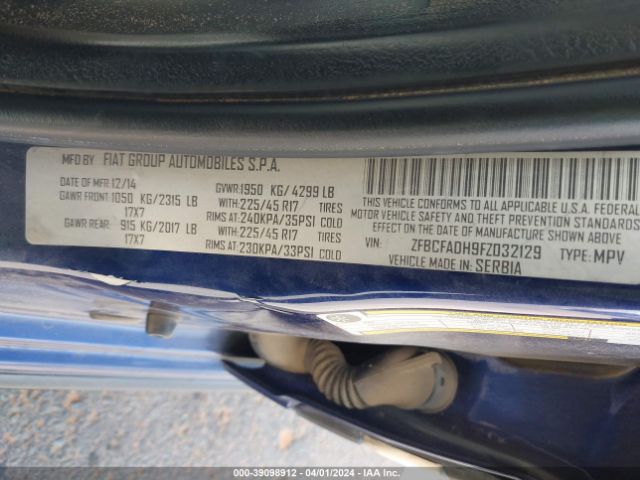 MFD BY FIAT GROUP AUTOMOBILES S.P.A.
DATE OF MFR 12/14 GVWR 1950 KG/ 4299 LB
GAWR FRONT: 1050 KG/2315 LB WITH: 225/45 R17 TIRES
17X7 RIMS AT: 240KPA/35PSI COLD
GAWR REAR: 915 KG/2017 LB WITH: 225/45 R17 TIRES
17X7 RIMS AT: 230KPA/33PSI COLD
THIS VEHICLE CONFORMS TO ALL APPLICABLE U.S.A. FEDERAL
MOTOR VEHICLE SAFETY, BUMPER, AND THEFT PREVENTION STANDARDS
EFFECT ON THE DATE OF MANUFACTURE SHOWN ABOVE.
VIN: ZFBCFADH9FZ032129 TYPE: MPV
VEHICLE MADE IN: SERBIA
000-39098912 - 04/01/2024 - IAA Inc.